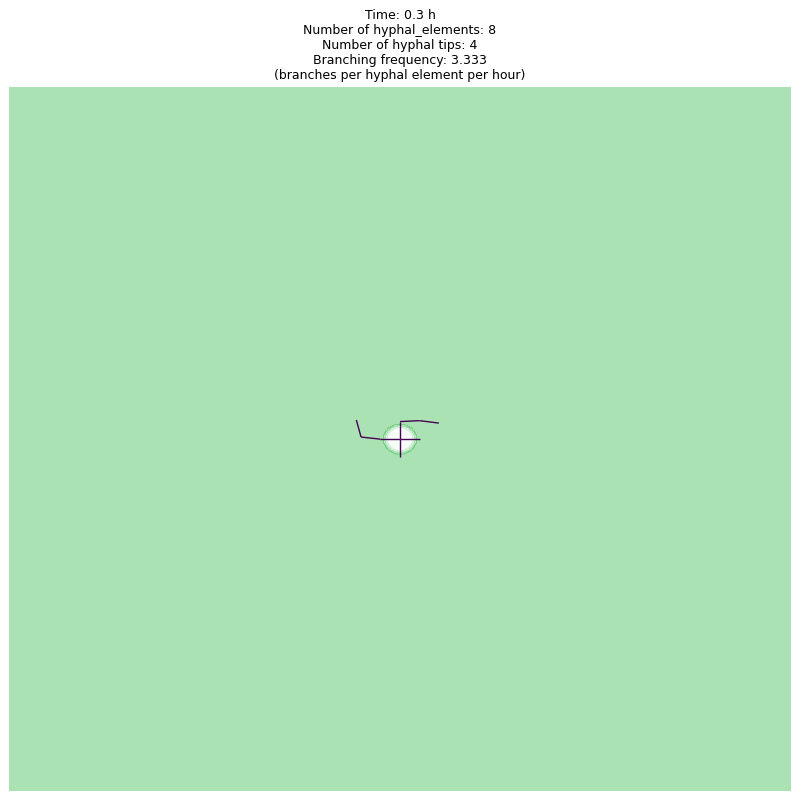 Time: 0.3 h
Number of hyphal_elements: 8
Number of hyphal tips: 4
Branching frequency: 3.333
(branches per hyphal element per hour)